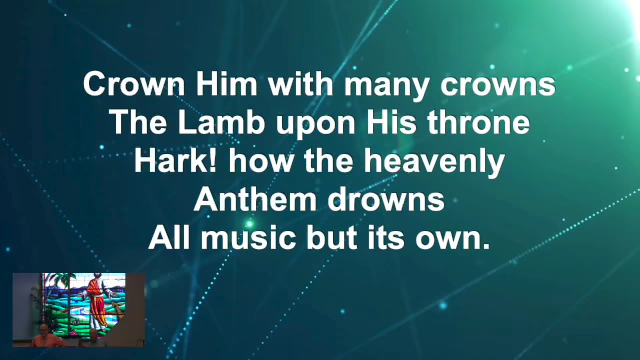 Crown Him with many crowns
The Lamb upon His throne
Hark! how the heavenly
Anthem drowns
All music but its own.